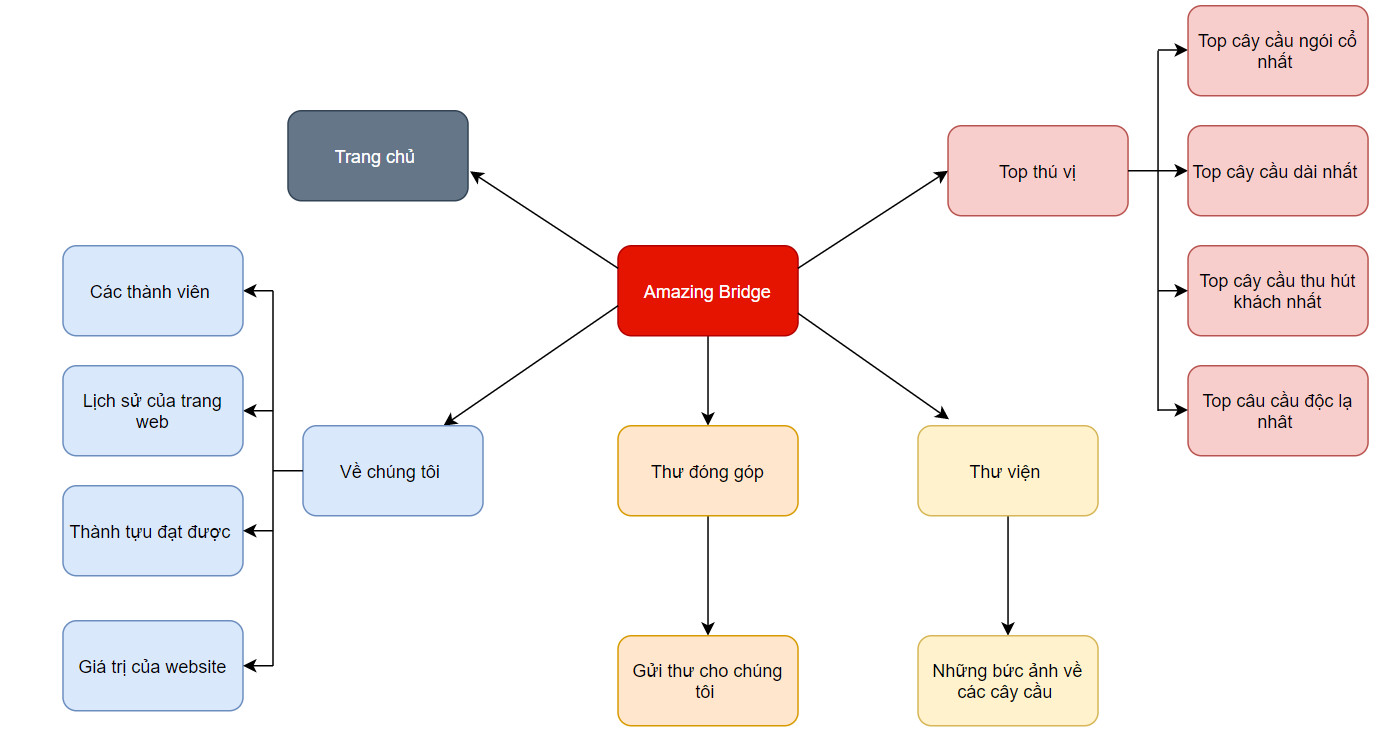 Top cây cầu ngói cổ
nhất
Trang chủ
Top thú vị
Top cây cầu dài nhất
Các thành viên
Amazing Bridge
Top cây cầu thu hút
khách nhất
Lịch sử của trang
web
Top câu cầu độc lạ
nhât
Về chúng tôi
Thư đóng góp
Thư viện
Thành tựu đạt được
Giá trị của website
Gửi thư cho chúng
tôi
Những bức ảnh về
các cây cầu